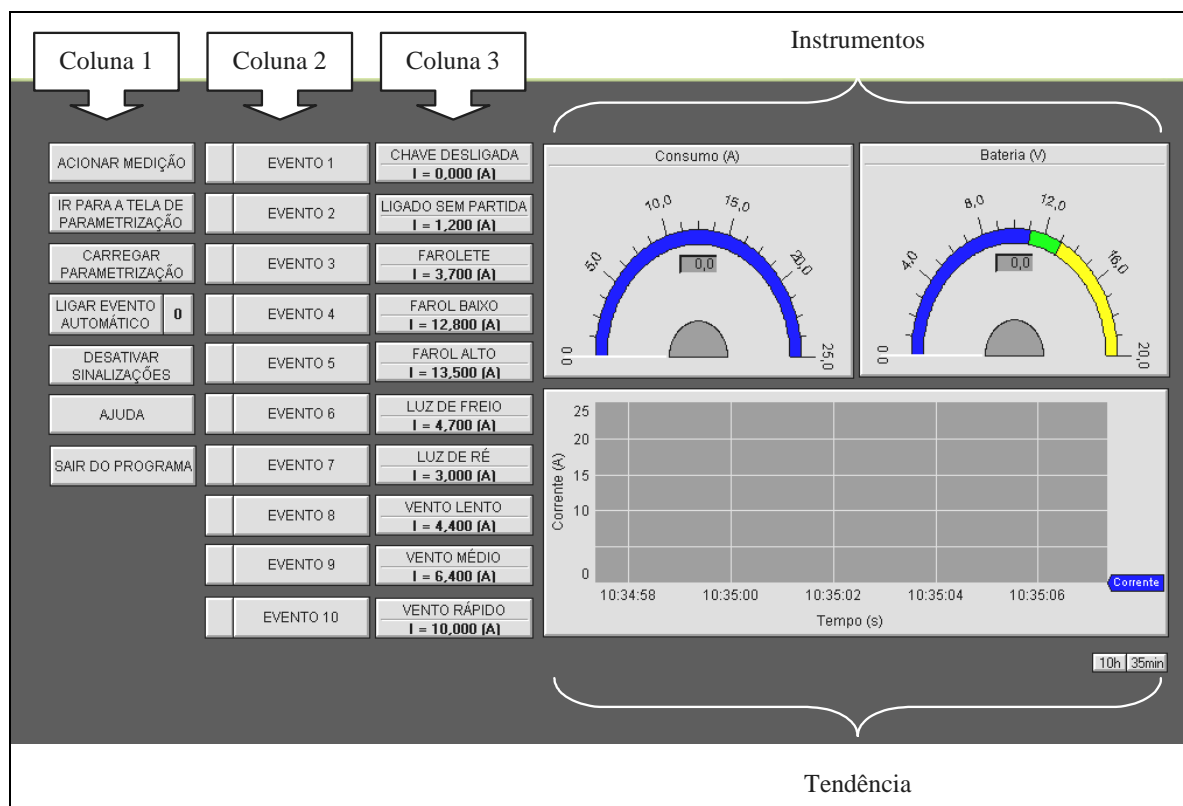 Instrumentos
Coluna 1
Coluna 2
Coluna 3
ACIONAR MEDIÇÃO
IR PARA A TELA DE
PARAMETRIZAÇÃO
CARREGAR
PARAMETRIZAÇÃO
LIGAR EVENTO
AUTOMÁTICO
0
DESATIVAR
SINALIZAÇÕES
AJUDA
SAIR DO PROGRAMA
EVENTO 1
EVENTO 2
EVENTO 3
EVENTO 4
EVENTO 5
EVENTO 6
EVENTO 7
EVENTO 8
EVENTO 9
EVENTO 10
CHAVE DESLIGADA
I = 0,000 (A)
LIGADO SEM PARTIDA
I = 1,200 (A)
FAROLETE
I = 3,700 (A)
FAROL BAIXO
I = 12,800 (A)
FAROL ALTO
I = 13,500 (A)
LUZ DE FREIO
I = 4,700 (A)
LUZ DE RÉ
I = 3,000 (A)
VENTO LENTO
I = 4,400 (A)
VENTO MÉDIO
I = 6,400 (A)
VENTO RÁPIDO
I = 10,000 (A)
Consumo (A)
0,0
5,0
10,0
15,0
20,0
25,0
0,0
Bateria (V)
0,0
4,0
8,0
12,0
16,0
20,0
0,0
Corrente (A)
25
20
15
10
0
Corrente
10:34:58
10:35:00
10:35:02
10:35:04
10:35:06
Tempo (s)
10h
35min
Tendência